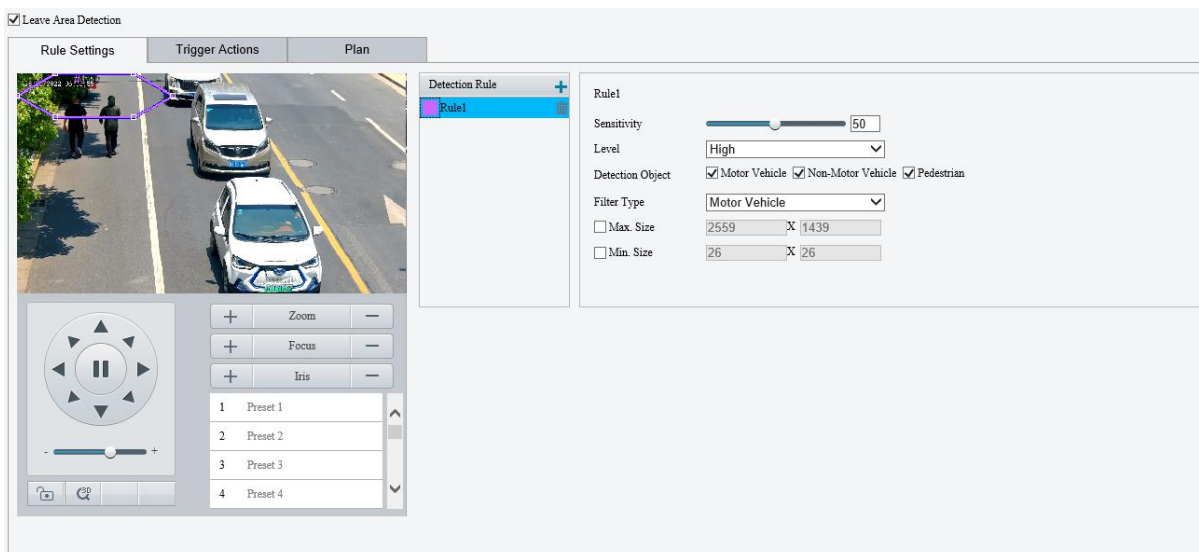 Leave Area Detection
Rule Settings
Trigger Actions
Plan
Detection Rule
Rule1
Rule1
Sensitivity
50
Level
High
Detection Object
Motor Vehicle
Non-Motor Vehicle
Pedestrian
Filter Type
Motor Vehicle
Max. Size
2559 X 1439
Min. Size
26 X 26
+ Zoom −
+ Focus −
+ Iris −
1 Preset 1
2 Preset 2
3 Preset 3
4 Preset 4
- +
3D